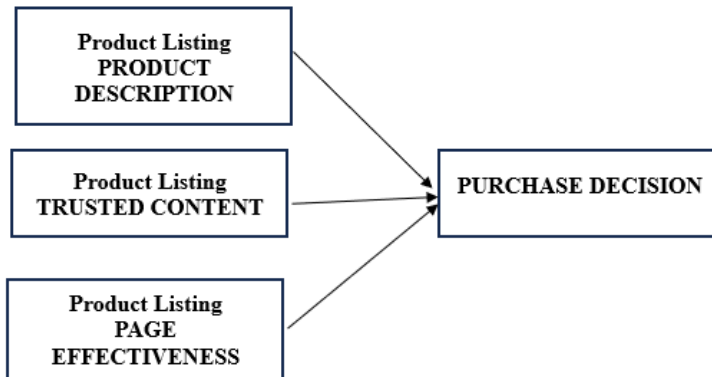 Product Listing
PRODUCT
DESCRIPTION
Product Listing
TRUSTED CONTENT
PURCHASE DECISION
Product Listing
PAGE
EFFECTIVENESS